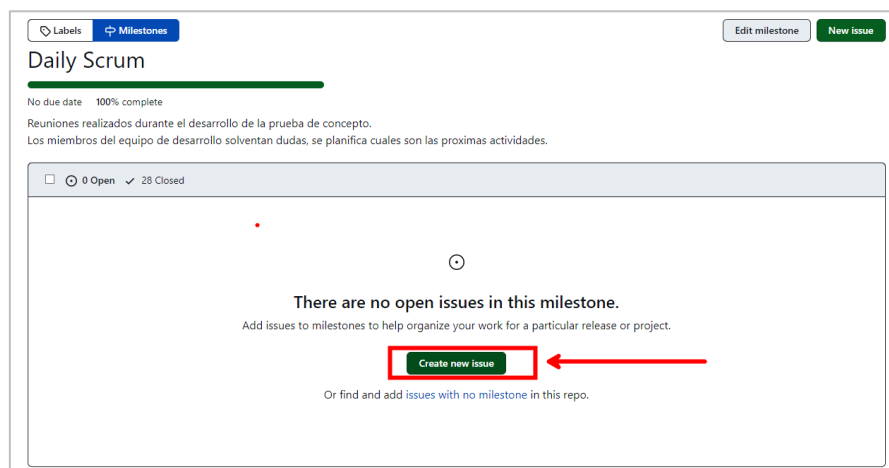 Labels Milestones Edit milestone New issue
Daily Scrum
No due date 100% complete
Reuniones realizados durante el desarrollo de la prueba de concepto.
Los miembros del equipo de desarrollo solventan dudas, se planifica cuales son las proximas actividades.
0 Open 28 Closed
There are no open issues in this milestone.
Add issues to milestones to help organize your work for a particular release or project.
Create new issue
Or find and add issues with no milestone in this repo.